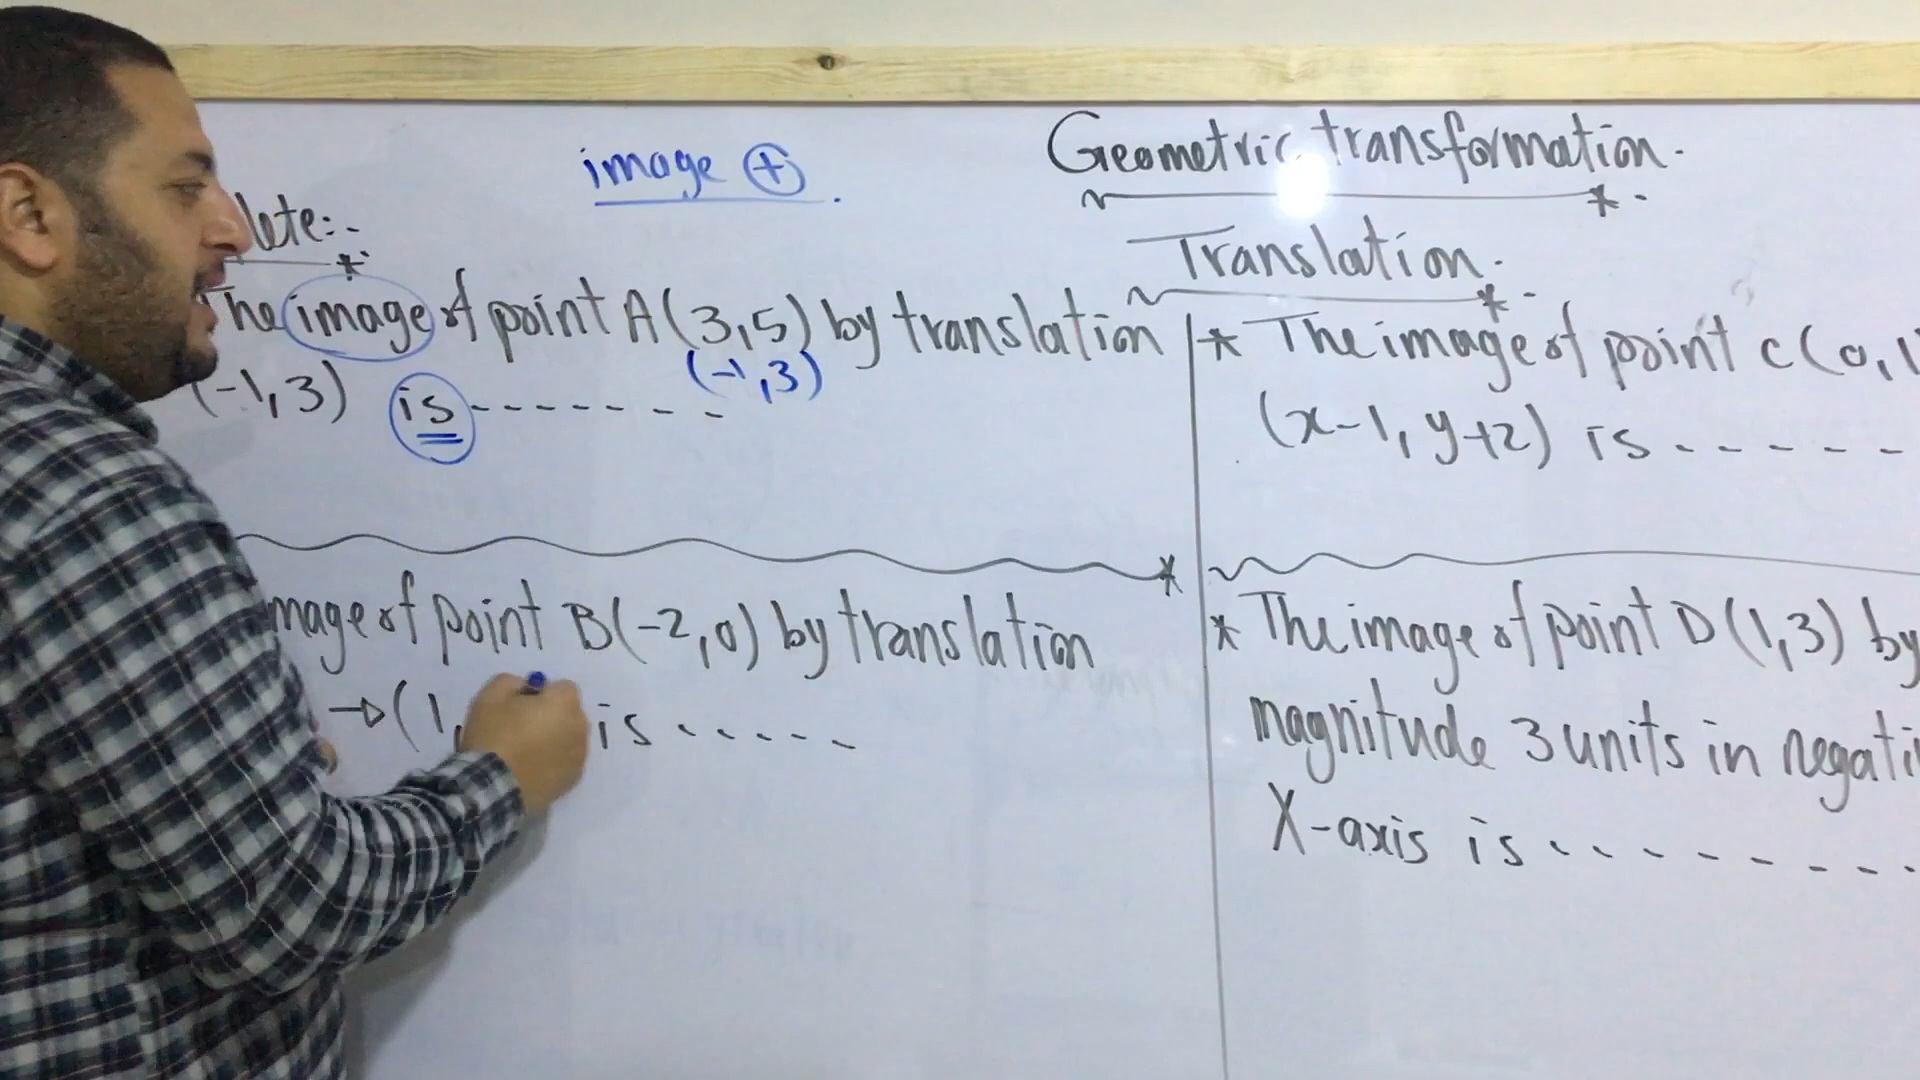 image +
Geometric transformation.
Translation.
lete:-
The image of point A(3,5) by translation
(-1,3)
(-1,3) is-------
mage of point B(-2,0) by translation
→(1, is.....
* The image of point C(0,1
(x-1, y+2) is.....
* The image of point D(1,3) by
magnitude 3 units in negati
X-axis is........